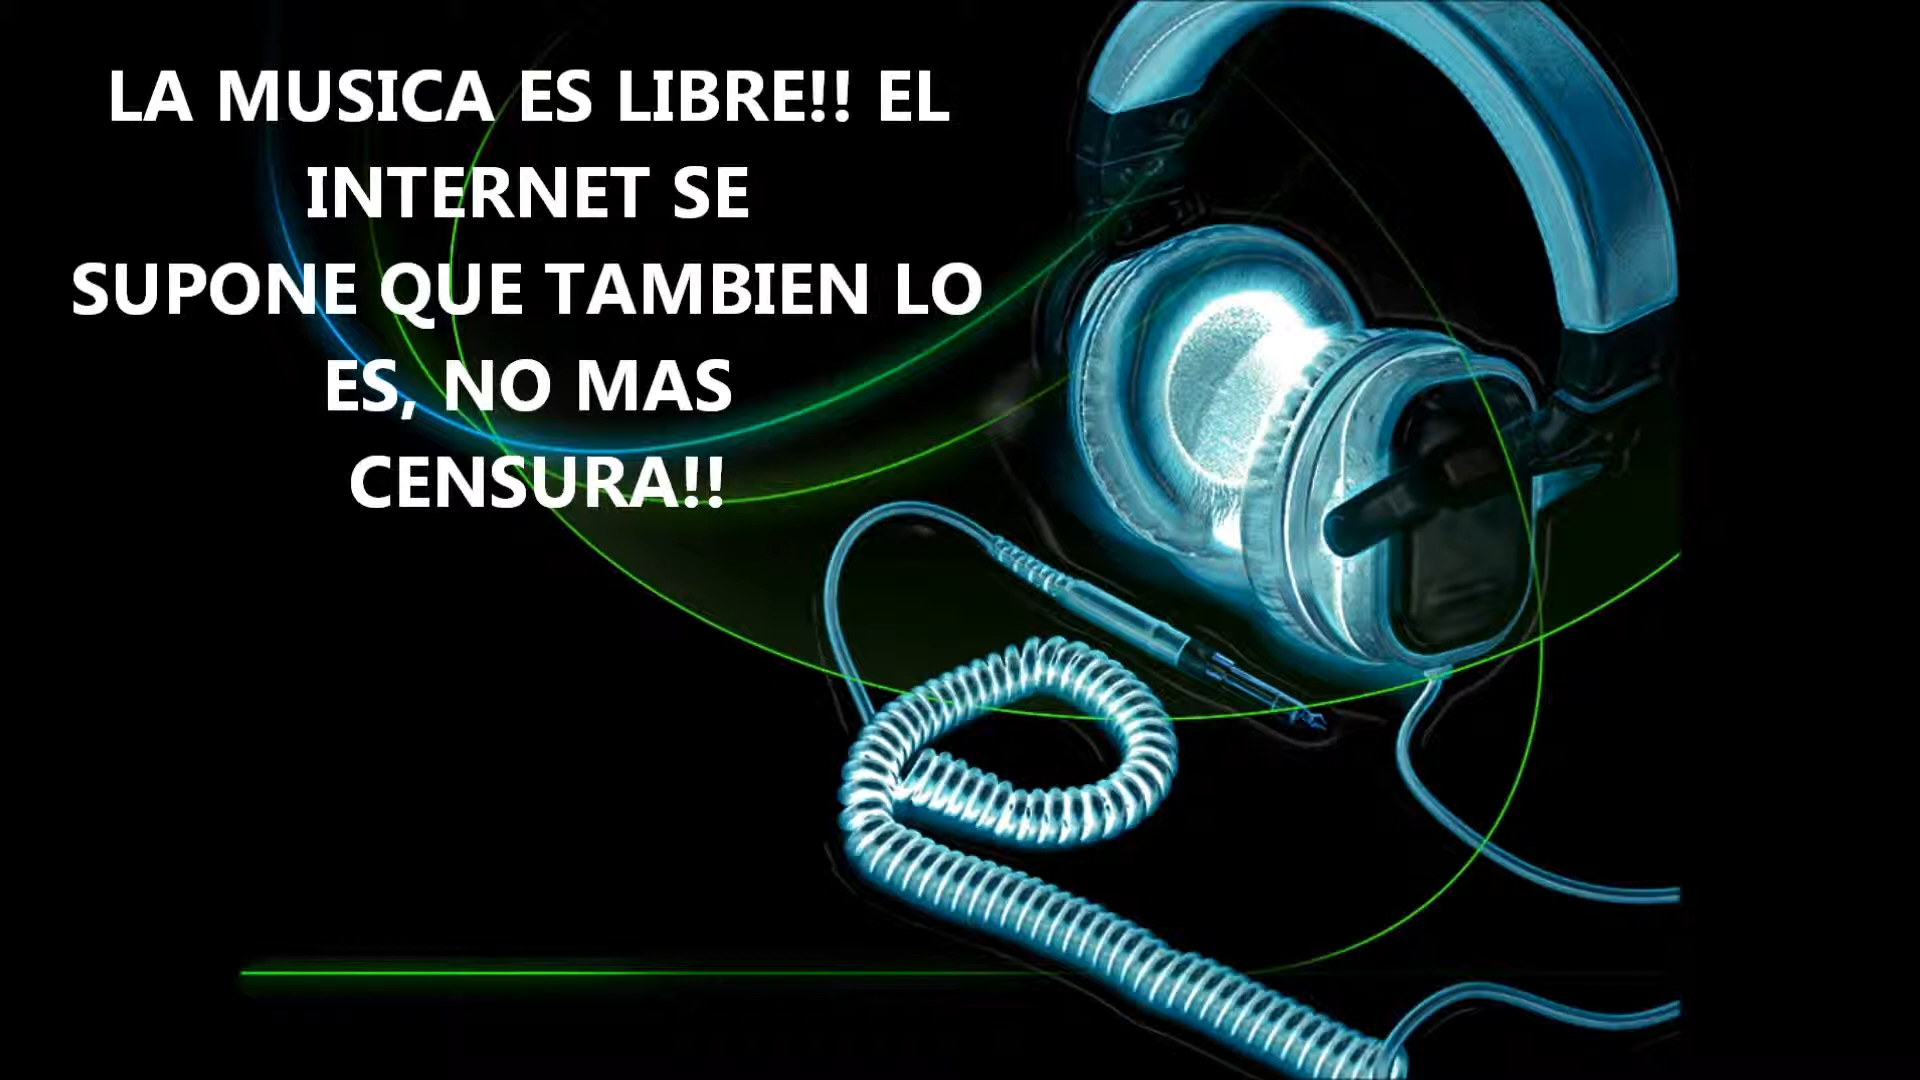 LA MUSICA ES LIBRE!! EL
INTERNET SE
SUPONE QUE TAMBIEN LO
ES, NO MAS
CENSURA!!